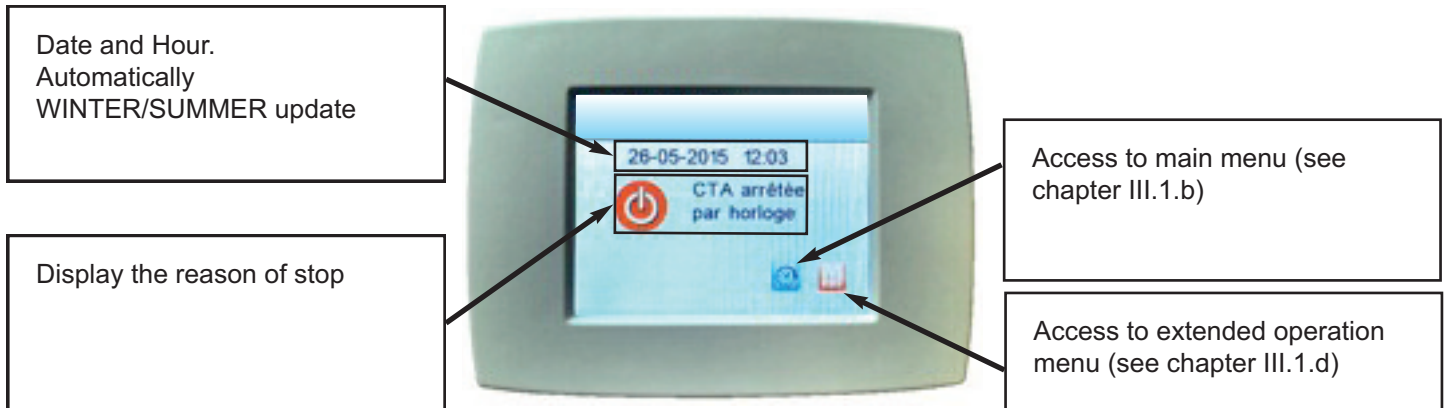 Date and Hour.
Automatically
WINTER/SUMMER update
Display the reason of stop
26-05-2015 12:03
CTA arrêtée
par horloge
Access to main menu (see
chapter III.1.b)
Access to extended operation
menu (see chapter III.1.d)